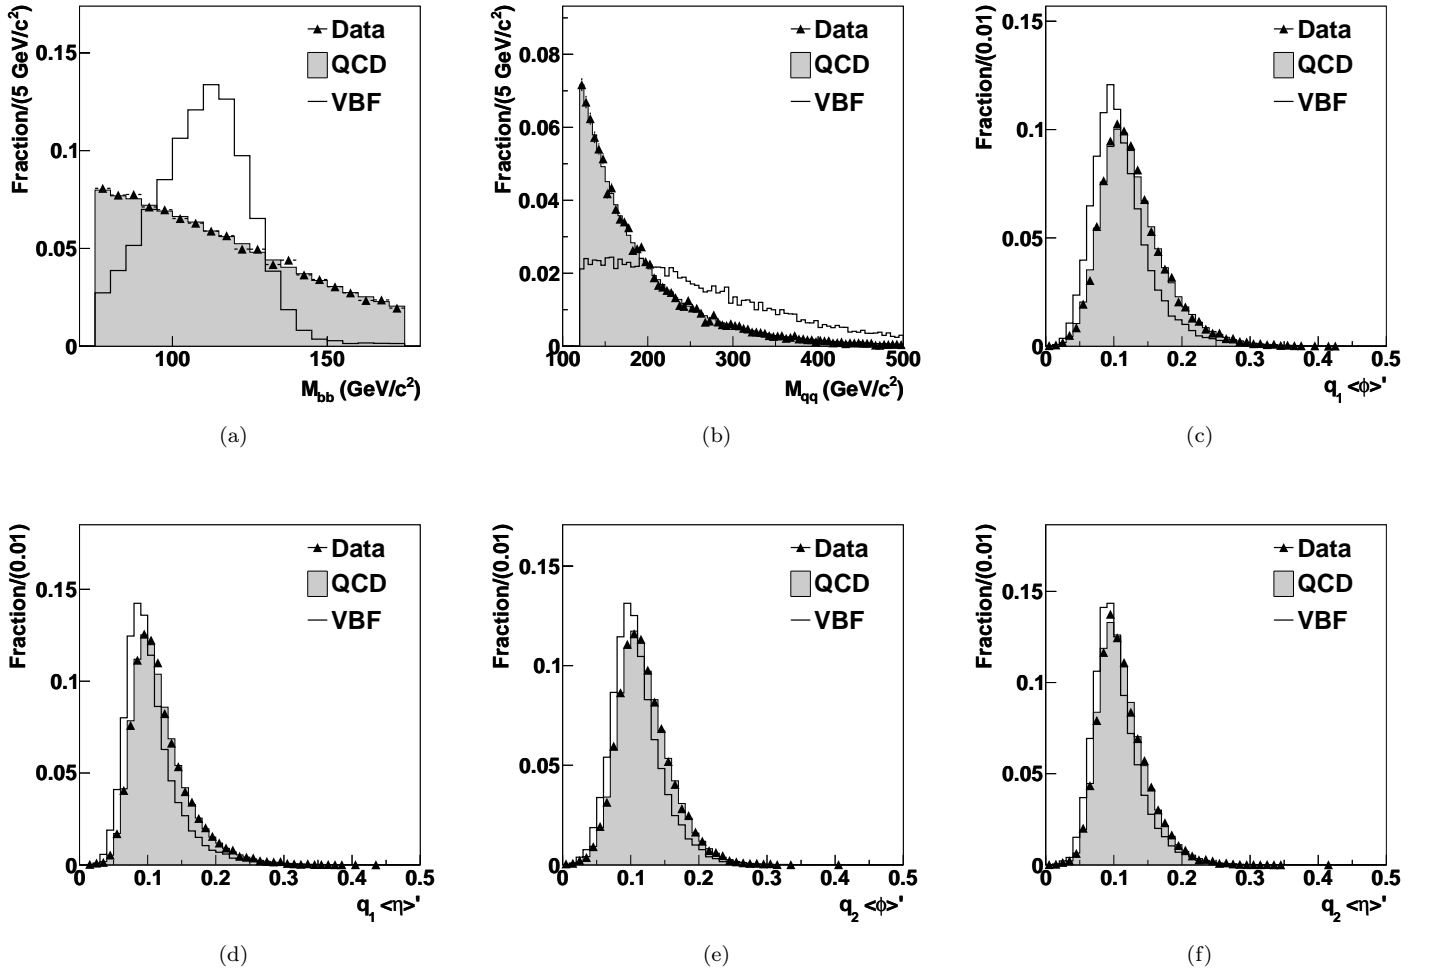 Fraction/(5 GeV/c²)
0.15
0.1
0.05
0
100
150
M_bb (GeV/c²)
Data
QCD
VBF
(a)
Fraction/(5 GeV/c²)
0.08
0.06
0.04
0.02
0
100
200
300
400
500
M_qq (GeV/c²)
Data
QCD
VBF
(b)
Fraction/(0.01)
0.15
0.1
0.05
0
0
0.1
0.2
0.3
0.4
0.5
q₁ <ϕ>'
Data
QCD
VBF
(c)
Fraction/(0.01)
0.15
0.1
0.05
0
0
0.1
0.2
0.3
0.4
0.5
q₁ <η>'
Data
QCD
VBF
(d)
Fraction/(0.01)
0.15
0.1
0.05
0
0
0.1
0.2
0.3
0.4
0.5
q₂ <ϕ>'
Data
QCD
VBF
(e)
Fraction/(0.01)
0.15
0.1
0.05
0
0
0.1
0.2
0.3
0.4
0.5
q₂ <η>'
Data
QCD
VBF
(f)